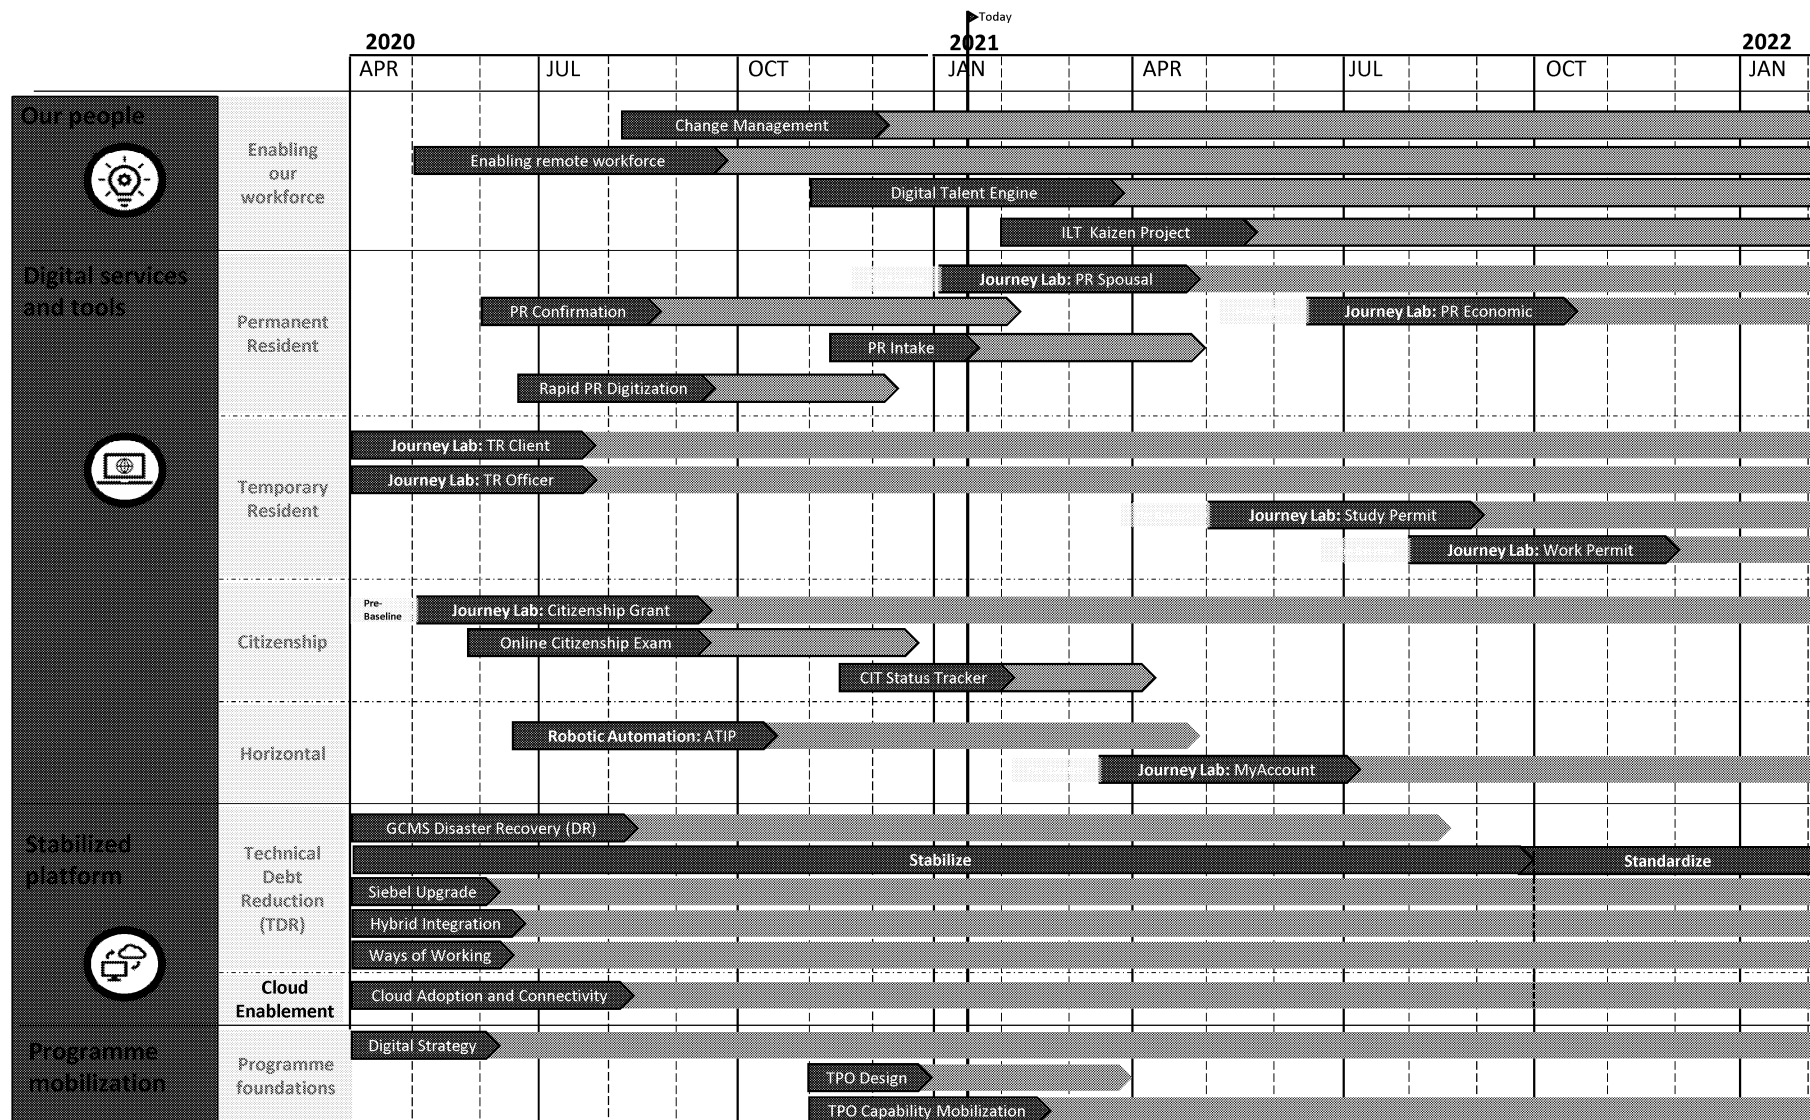 Today
2020
2021
2022
APR
JUL
OCT
JAN
APR
JUL
OCT
JAN
Our people
Enabling
our
workforce
Change Management
Enabling remote workforce
Digital Talent Engine
ILT Kaizen Project
Digital services
and tools
Permanent
Resident
Journey Lab: PR Spousal
PR Confirmation
Journey Lab: PR Economic
PR Intake
Rapid PR Digitization
Temporary
Resident
Journey Lab: TR Client
Journey Lab: TR Officer
Journey Lab: Study Permit
Journey Lab: Work Permit
Citizenship
Pre-
Baseline
Journey Lab: Citizenship Grant
Online Citizenship Exam
CIT Status Tracker
Horizontal
Robotic Automation: ATIP
Journey Lab: MyAccount
Stabilized
platform
Technical
Debt
Reduction
(TDR)
GCMS Disaster Recovery (DR)
Stabilize
Standardize
Siebel Upgrade
Hybrid Integration
Ways of Working
Cloud
Enablement
Cloud Adoption and Connectivity
Programme
mobilization
Programme
foundations
Digital Strategy
TPO Design
TPO Capability Mobilization